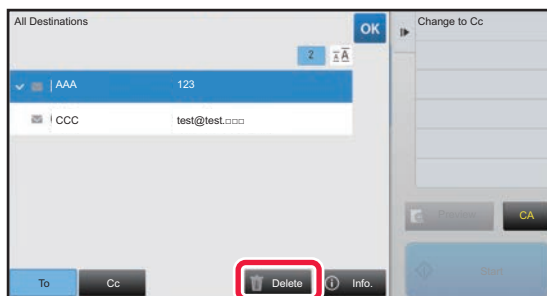 All Destinations
OK
Change to Cc
2
AA
AAA 123
CCC test@test.□□□
Preview
CA
To
Cc
Delete
Info.
Start